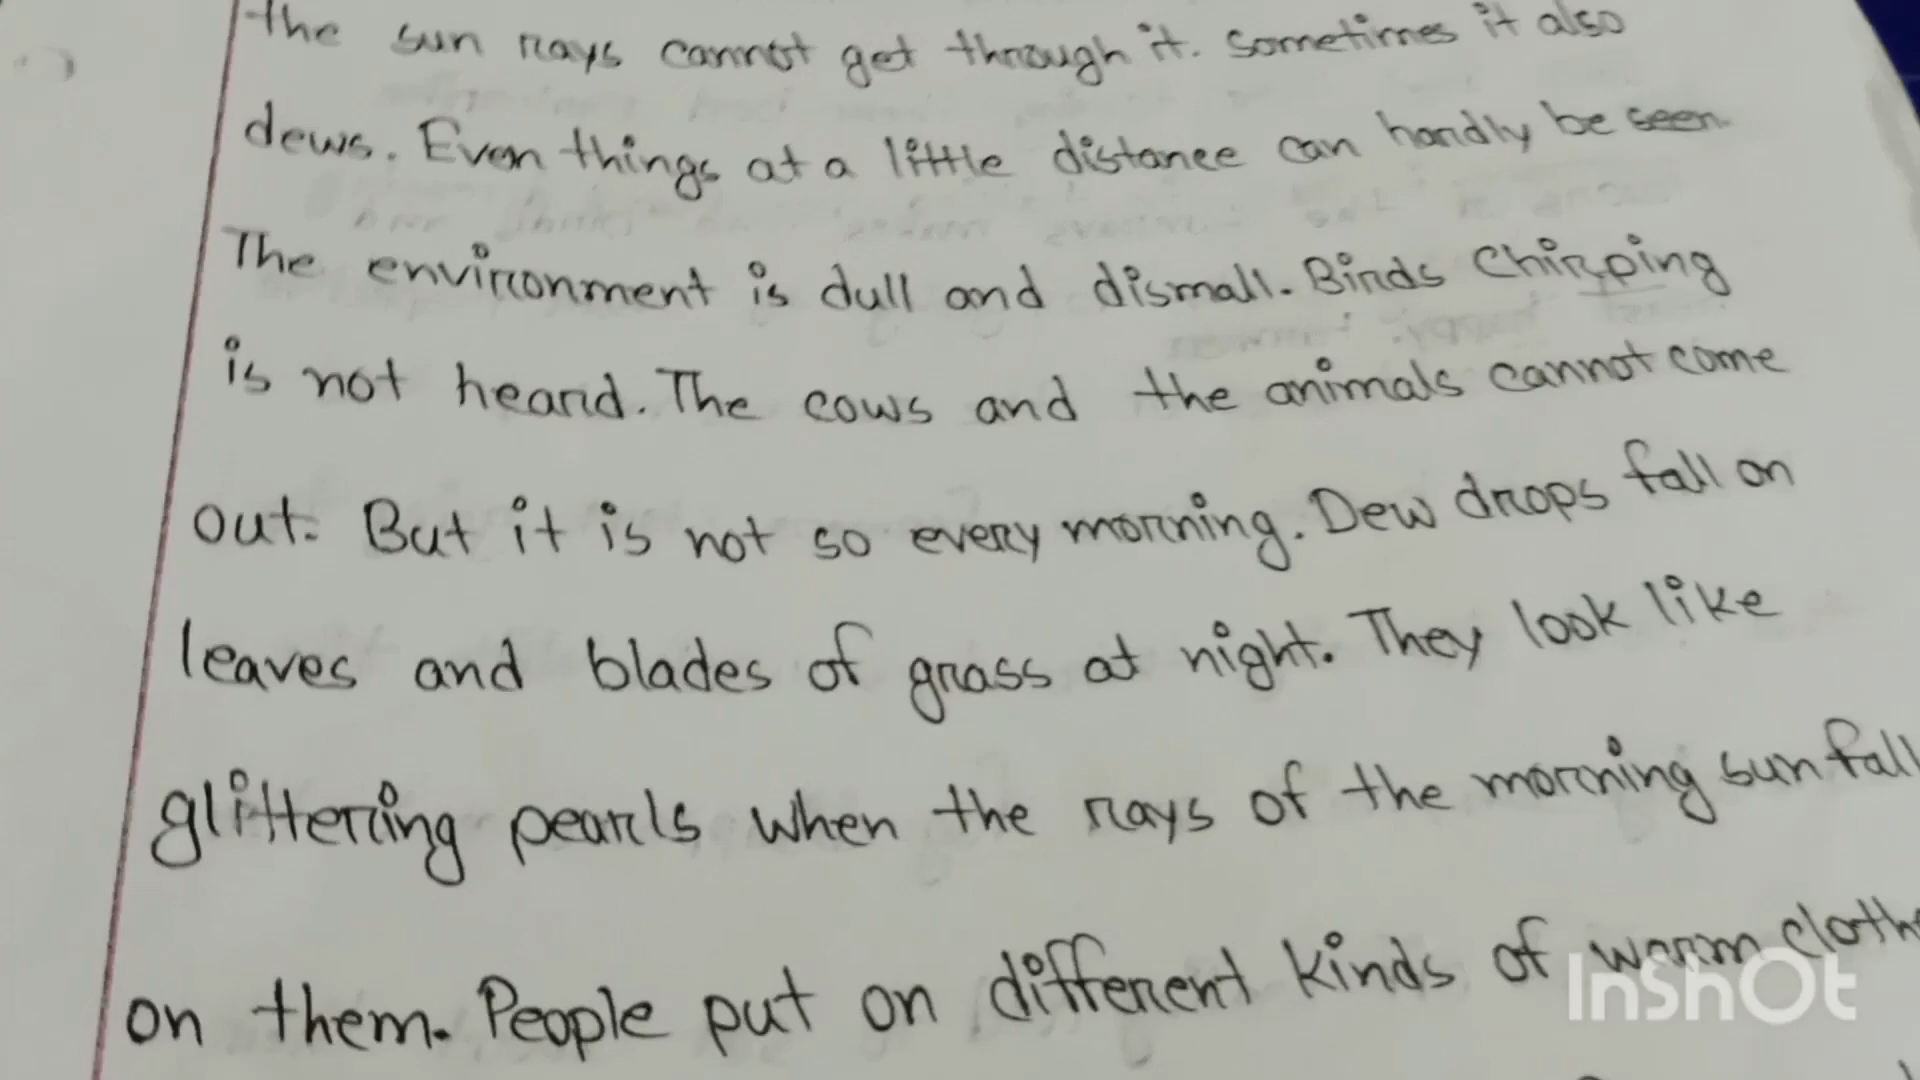 the sun rays cannot get through it. Sometimes it also
dews. Even things at a little distance can hardly be seen.
The environment is dull and dismall. Birds Chirping
is not heard. The cows and the animals cannot come
out. But it is not so every morning. Dew drops fall on
leaves and blades of grass at night. They look like
glittering pearls when the rays of the morning sun fall
on them. People put on different kinds of warm clothe
InShOt